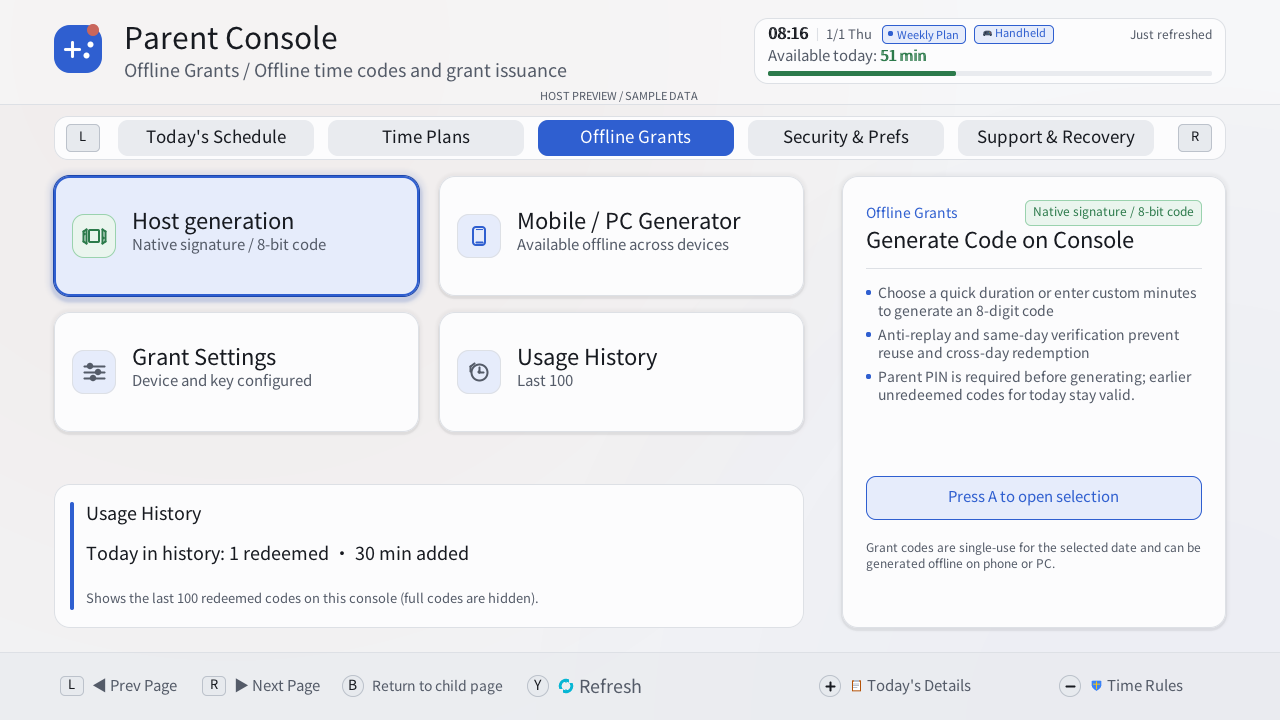 Parent Console
Offline Grants / Offline time codes and grant issuance
08:16 1/1 Thu Weekly Plan Handheld Just refreshed
Available today: 51 min
HOST PREVIEW / SAMPLE DATA
L Today's Schedule Time Plans Offline Grants Security & Prefs Support & Recovery R
Host generation
Native signature / 8-bit code
Mobile / PC Generator
Available offline across devices
Grant Settings
Device and key configured
Usage History
Last 100
Usage History
Today in history: 1 redeemed • 30 min added
Shows the last 100 redeemed codes on this console (full codes are hidden).
Offline Grants Native signature / 8-bit code
Generate Code on Console
Choose a quick duration or enter custom minutes
to generate an 8-digit code
Anti-replay and same-day verification prevent
reuse and cross-day redemption
Parent PIN is required before generating; earlier
unredeemed codes for today stay valid.
Press A to open selection
Grant codes are single-use for the selected date and can be
generated offline on phone or PC.
L ◀ Prev Page R ▶ Next Page B Return to child page Y Refresh + Today's Details − Time Rules